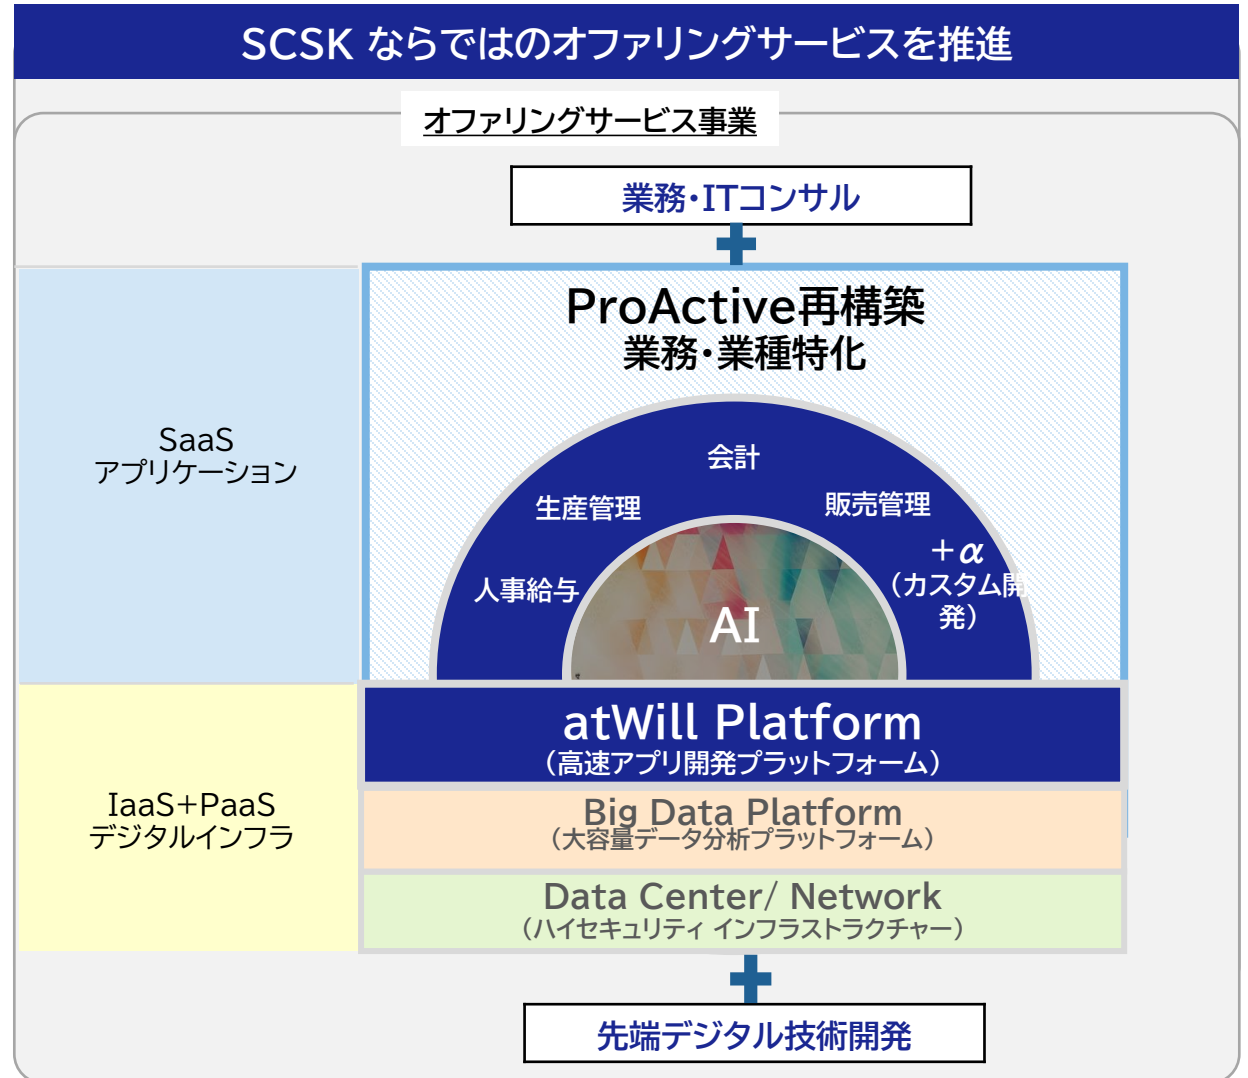 SCSK ならではのオファリングサービスを推進
オファリングサービス事業
業務・ITコンサル
ProActive再構築
業務・業種特化
SaaS
アプリケーション
会計
生産管理
販売管理
人事給与
+α
（カスタム開
発）
AI
IaaS+PaaS
デジタルインフラ
atWill Platform
（高速アプリ開発プラットフォーム）
Big Data Platform
（大容量データ分析プラットフォーム）
Data Center/ Network
（ハイセキュリティ インフラストラクチャー）
先端デジタル技術開発